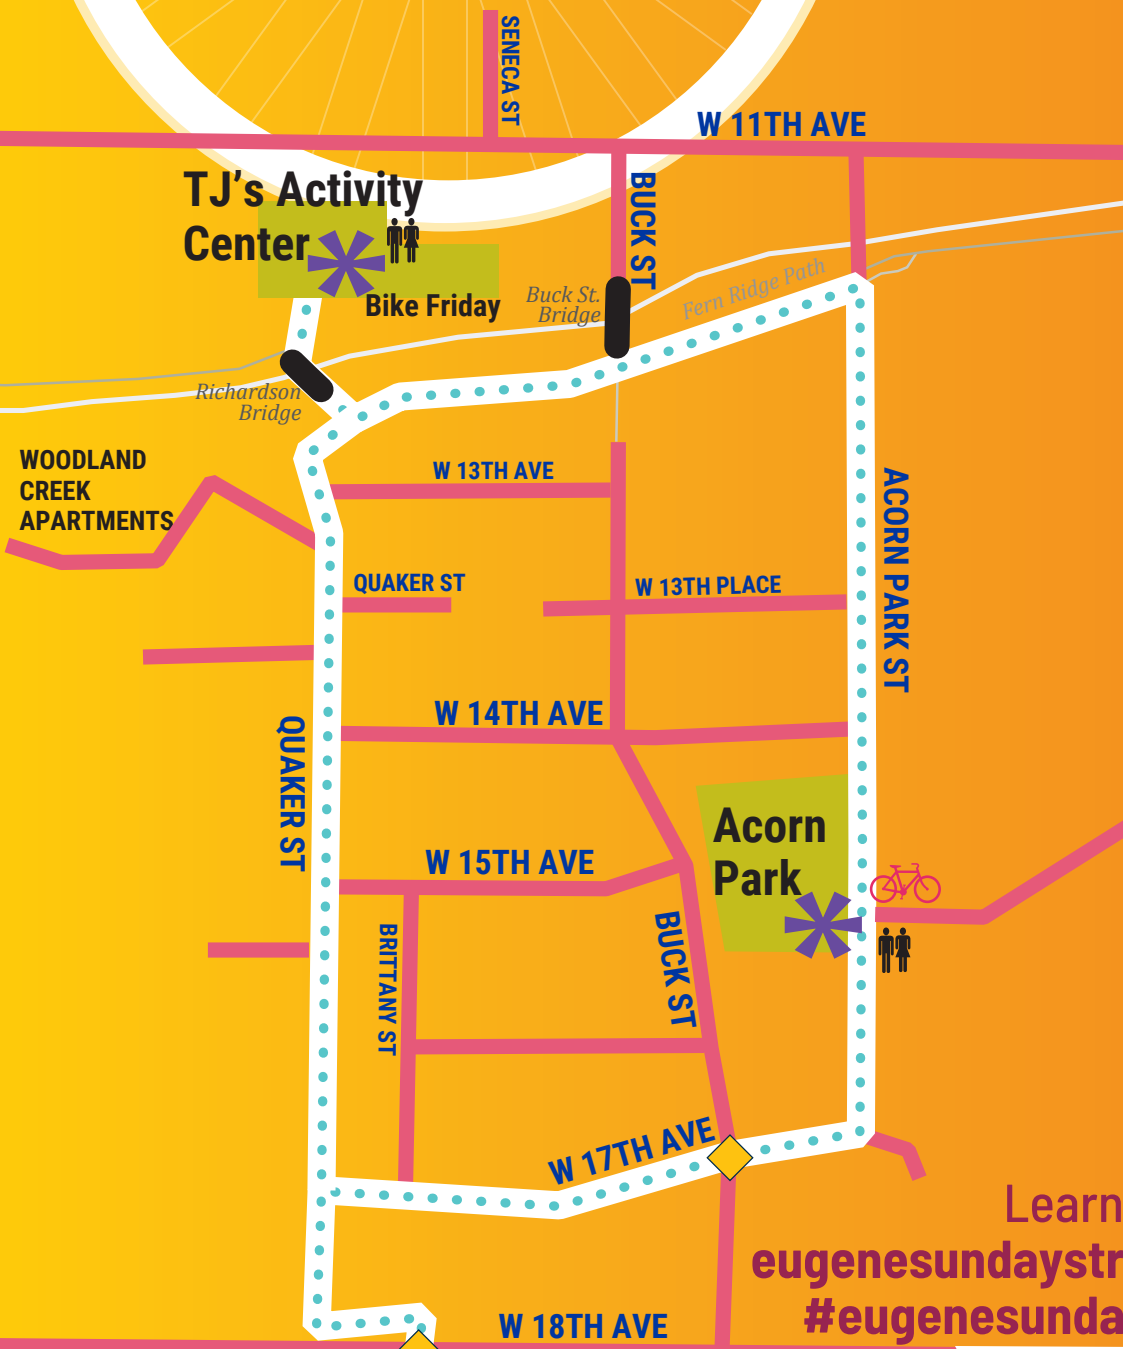 SENECA ST
W 11TH AVE
TJ’s Activity
Center
BUCK ST
Bike Friday
Buck St.
Bridge
Fern Ridge Path
Richardson
Bridge
WOODLAND
CREEK
APARTMENTS
W 13TH AVE
ACORN PARK ST
QUAKER ST
W 13TH PLACE
W 14TH AVE
QUAKER ST
Acorn
Park
W 15TH AVE
BRITTANY ST
BUCK ST
W 17TH AVE
Learn
eugenesundaystr
#eugenesunda
W 18TH AVE